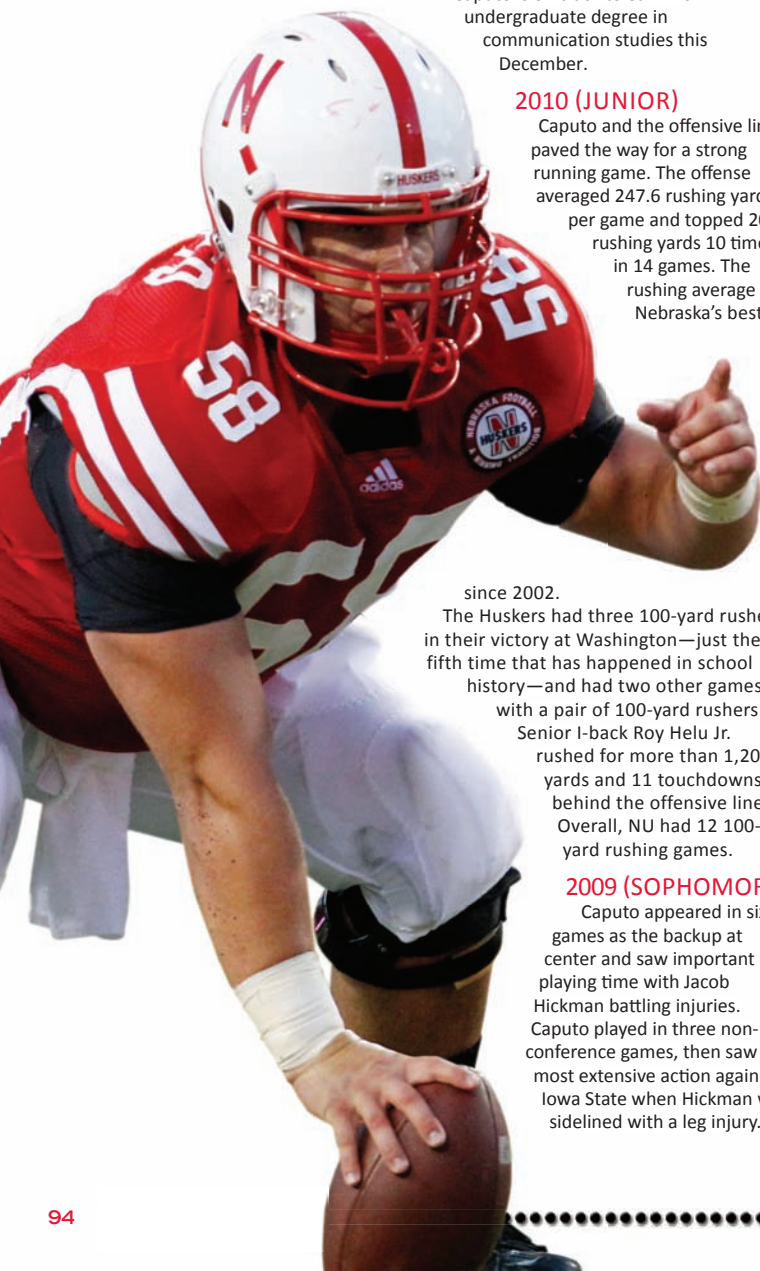 undergraduate degree in
communication studies this
December.
2010 (JUNIOR)
Caputo and the offensive lin
paved the way for a strong
running game. The offense
averaged 247.6 rushing yard
per game and topped 20
rushing yards 10 time
in 14 games. The
rushing average
Nebraska's best
since 2002.
The Huskers had three 100-yard rushe
in their victory at Washington—just the
fifth time that has happened in school
history—and had two other games
with a pair of 100-yard rushers
Senior I-back Roy Helu Jr.
rushed for more than 1,20
yards and 11 touchdowns
behind the offensive line
Overall, NU had 12 100-
yard rushing games.
2009 (SOPHOMOR
Caputo appeared in six
games as the backup at
center and saw important
playing time with Jacob
Hickman battling injuries.
Caputo played in three non-
conference games, then saw
most extensive action again
Iowa State when Hickman w
sidelined with a leg injury.
94
N
HUSKERS
58
58
NEBRASKA FOOTBALL
N
HUSKERS
adidas